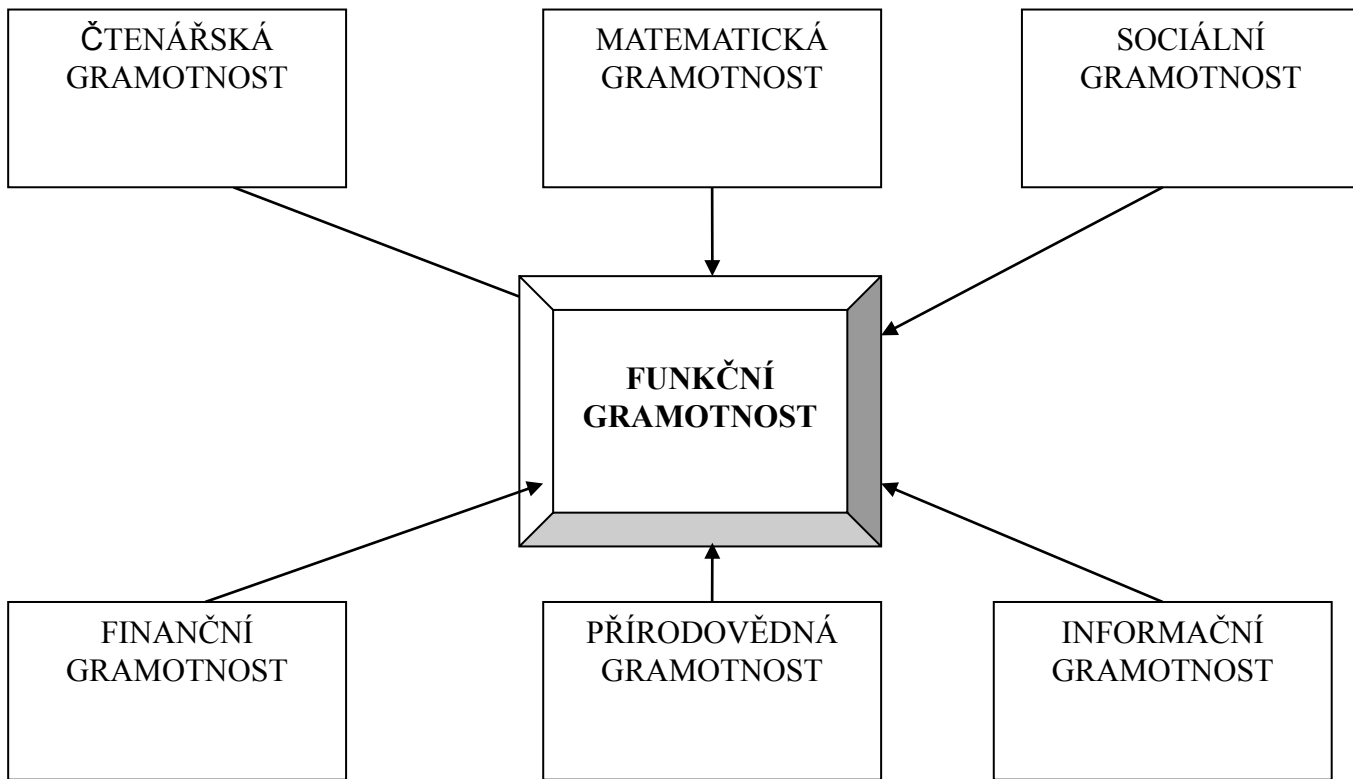 ČTENÁŘSKÁ
GRAMOTNOST
MATEMATICKÁ
GRAMOTNOST
SOCIÁLNÍ
GRAMOTNOST
FUNKČNÍ
GRAMOTNOST
FINANČNÍ
GRAMOTNOST
PŘÍRODOVĚDNÁ
GRAMOTNOST
INFORMAČNÍ
GRAMOTNOST